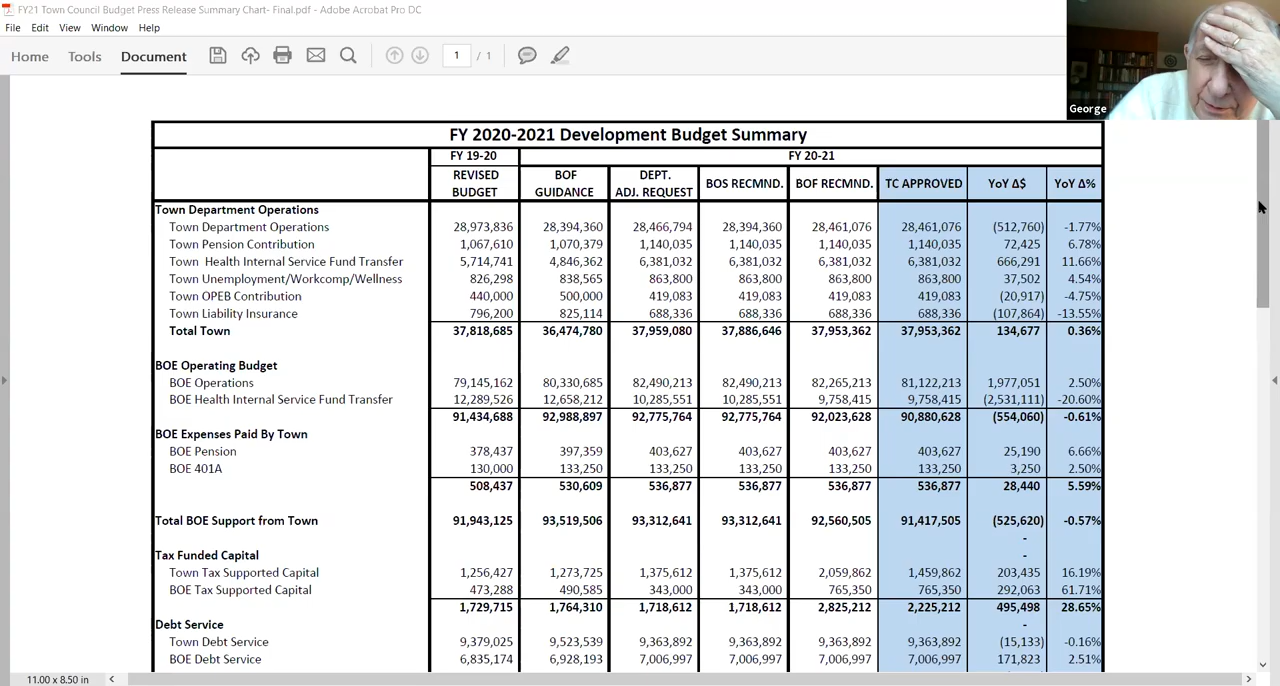 FY21 Town Council Budget Press Release Summary Chart- Final.pdf - Adobe Acrobat Pro DC
File Edit View Window Help
Home Tools Document 1 / 1
George
FY 2020-2021 Development Budget Summary
FY 19-20 FY 20-21
REVISED BUDGET BOF GUIDANCE DEPT. ADJ. REQUEST BOS RECMND. BOF RECMND. TC APPROVED YoY Δ$ YoY Δ%
Town Department Operations
Town Department Operations 28,973,836 28,394,360 28,466,794 28,394,360 28,461,076 28,461,076 (512,760) -1.77%
Town Pension Contribution 1,067,610 1,070,379 1,140,035 1,140,035 1,140,035 1,140,035 72,425 6.78%
Town Health Internal Service Fund Transfer 5,714,741 4,846,362 6,381,032 6,381,032 6,381,032 6,381,032 666,291 11.66%
Town Unemployment/Workcomp/Wellness 826,298 838,565 863,800 863,800 863,800 863,800 37,502 4.54%
Town OPEB Contribution 440,000 500,000 419,083 419,083 419,083 419,083 (20,917) -4.75%
Town Liability Insurance 796,200 825,114 688,336 688,336 688,336 688,336 (107,864) -13.55%
Total Town 37,818,685 36,474,780 37,959,080 37,886,646 37,953,362 37,953,362 134,677 0.36%
BOE Operating Budget
BOE Operations 79,145,162 80,330,685 82,490,213 82,490,213 82,265,213 81,122,213 1,977,051 2.50%
BOE Health Internal Service Fund Transfer 12,289,526 12,658,212 10,285,551 10,285,551 9,758,415 9,758,415 (2,531,111) -20.60%
91,434,688 92,988,897 92,775,764 92,775,764 92,023,628 90,880,628 (554,060) -0.61%
BOE Expenses Paid By Town
BOE Pension 378,437 397,359 403,627 403,627 403,627 403,627 25,190 6.66%
BOE 401A 130,000 133,250 133,250 133,250 133,250 133,250 3,250 2.50%
508,437 530,609 536,877 536,877 536,877 536,877 28,440 5.59%
Total BOE Support from Town 91,943,125 93,519,506 93,312,641 93,312,641 92,560,505 91,417,505 (525,620) -0.57%
-
Tax Funded Capital -
Town Tax Supported Capital 1,256,427 1,273,725 1,375,612 1,375,612 2,059,862 1,459,862 203,435 16.19%
BOE Tax Supported Capital 473,288 490,585 343,000 343,000 765,350 765,350 292,063 61.71%
1,729,715 1,764,310 1,718,612 1,718,612 2,825,212 2,225,212 495,498 28.65%
Debt Service -
Town Debt Service 9,379,025 9,523,539 9,363,892 9,363,892 9,363,892 9,363,892 (15,133) -0.16%
BOE Debt Service 6,835,174 6,928,193 7,006,997 7,006,997 7,006,997 7,006,997 171,823 2.51%
11.00 x 8.50 in